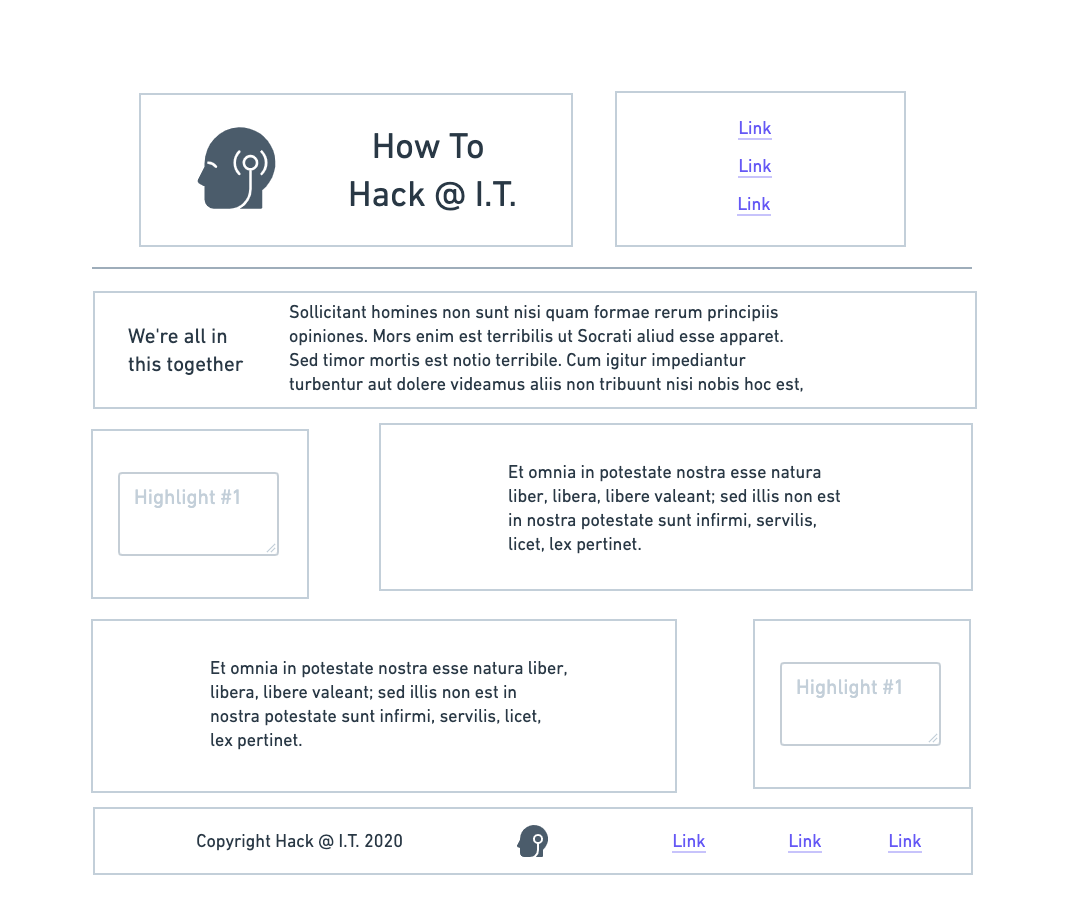 How To
Hack @ I.T.
Link
Link
Link
We're all in
this together
Sollicitant homines non sunt nisi quam formae rerum principiis
opiniones. Mors enim est terribilis ut Socrati aliud esse apparet.
Sed timor mortis est notio terribile. Cum igitur impediantur
turbentur aut dolere videamus aliis non tribuunt nisi nobis hoc est,
Highlight #1
Et omnia in potestate nostra esse natura
liber, libera, libere valeant; sed illis non est
in nostra potestate sunt infirmi, servilis,
licet, lex pertinet.
Et omnia in potestate nostra esse natura liber,
libera, libere valeant; sed illis non est in
nostra potestate sunt infirmi, servilis, licet,
lex pertinet.
Highlight #1
Copyright Hack @ I.T. 2020
Link
Link
Link